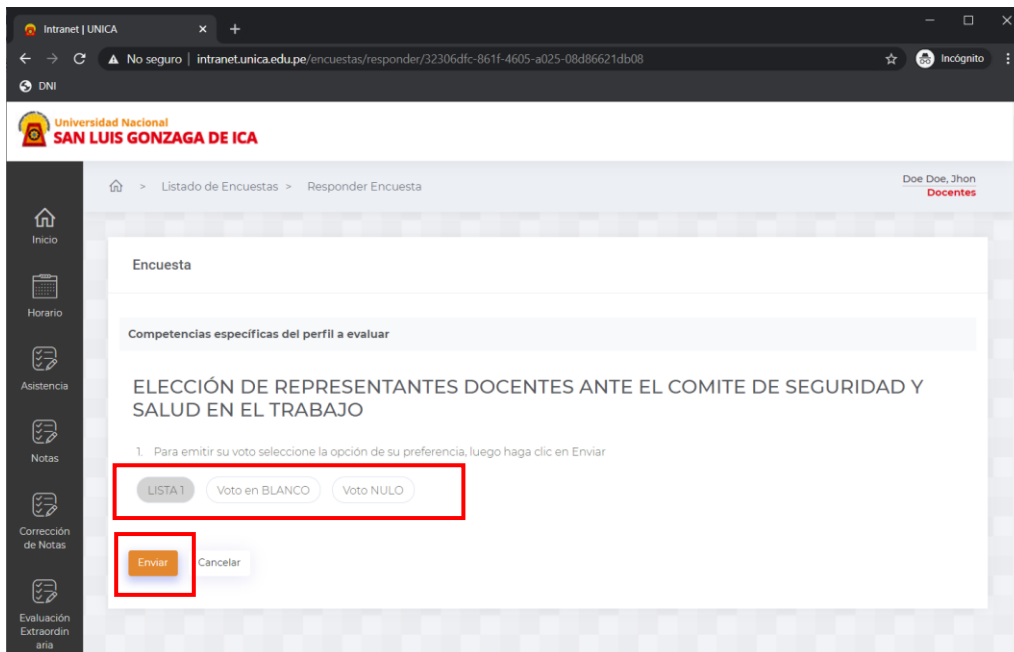 Intranet | UNICA
No seguro | intranet.unica.edu.pe/encuestas/responder/32306dfc-861f-4605-a025-08d86621db08
Incógnito
DNI
Universidad Nacional
SAN LUIS GONZAGA DE ICA
> Listado de Encuestas > Responder Encuesta
Doe Doe, Jhon
Docentes
Inicio
Horario
Asistencia
Notas
Corrección
de Notas
Evaluación
Extraordin
aria
Encuesta
Competencias específicas del perfil a evaluar
ELECCIÓN DE REPRESENTANTES DOCENTES ANTE EL COMITE DE SEGURIDAD Y
SALUD EN EL TRABAJO
1. Para emitir su voto seleccione la opción de su preferencia, luego haga clic en Enviar
LISTA 1 Voto en BLANCO Voto NULO
Enviar Cancelar